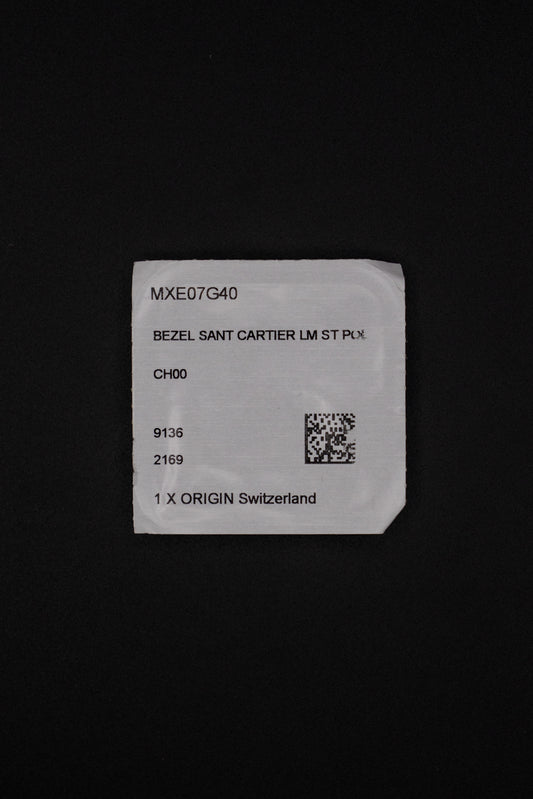 MXE07G40
BEZEL SANT CARTIER LM ST POL
CH00
9136
2169
1 X ORIGIN Switzerland